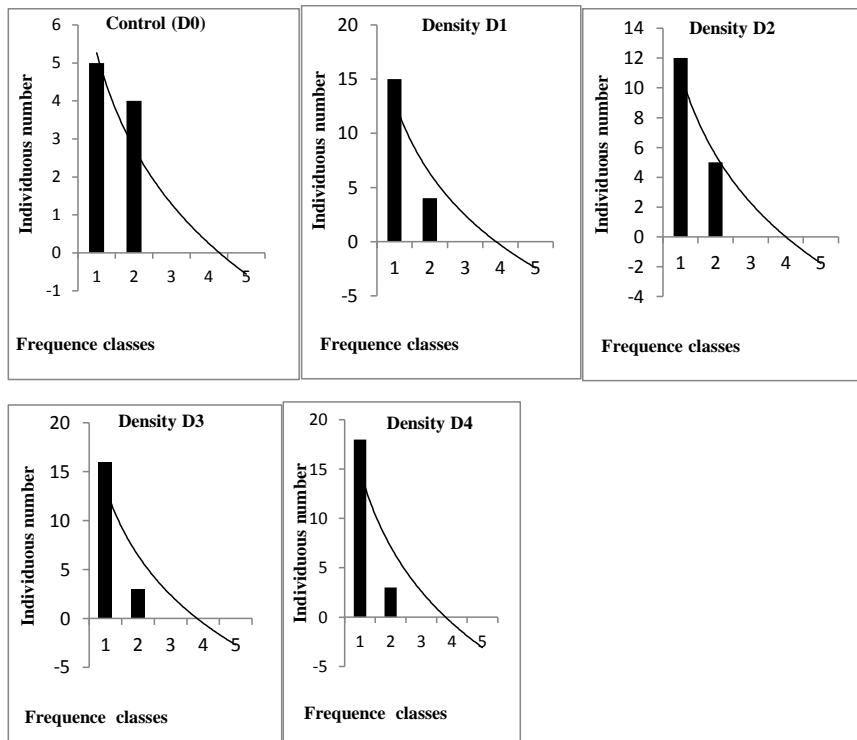 Control (D0)
Individuous number
6
5
4
3
2
1
0
-1
1 2 3 4 5
Frequence classes
Density D1
Individuous number
20
15
10
5
0
-5
1 2 3 4 5
Frequence classes
Density D2
Individuous number
14
12
10
8
6
4
2
0
-2
-4
1 2 3 4 5
Frequence classes
Density D3
Individuous number
20
15
10
5
0
-5
1 2 3 4 5
Frequence classes
Density D4
Individuous number
20
15
10
5
0
-5
1 2 3 4 5
Frequence classes